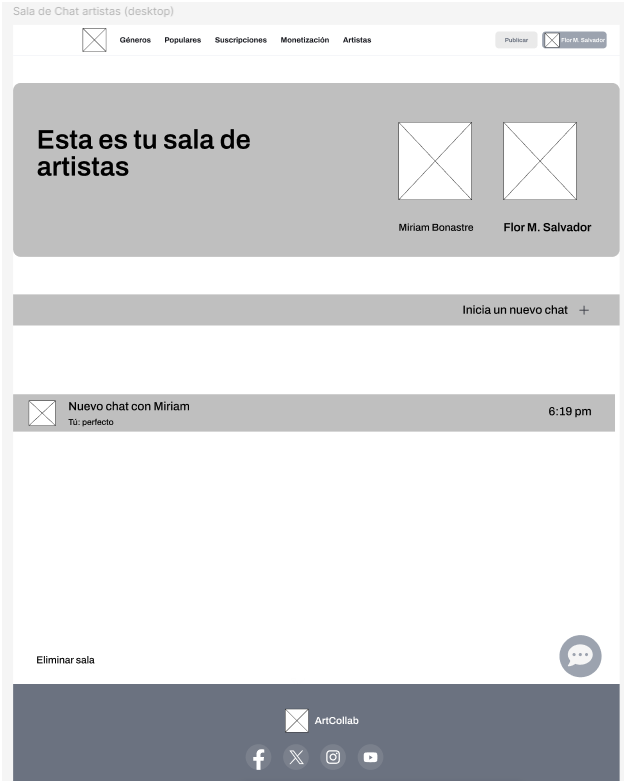 Sala de Chat artistas (desktop)
Géneros Populares Suscripciones Monetización Artistas Publicar Flor M. Salvador
Esta es tu sala de
artistas
Miriam Bonastre Flor M. Salvador
Inicia un nuevo chat +
Nuevo chat con Miriam
6:19 pm
Tú: perfecto
Eliminar sala
ArtCollab